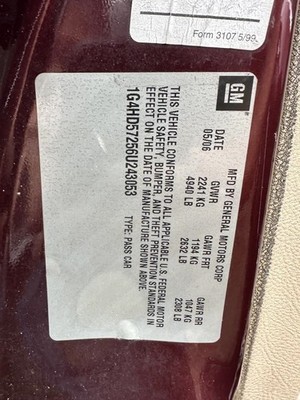 Form 3107 5/99
GM
MFD BY GENERAL MOTORS CORP
DATE GVWR GAWR FRT GAWR RR
05/06 2241 KG 1194 KG 1047 KG
4940 LB 2632 LB 2308 LB
THIS VEHICLE CONFORMS TO ALL APPLICABLE U.S. FEDERAL MOTOR
VEHICLE SAFETY, BUMPER, AND THEFT PREVENTION STANDARDS IN
EFFECT ON THE DATE OF MANUFACTURE SHOWN ABOVE.
1G4HD57256U243053 TYPE: PASS CAR